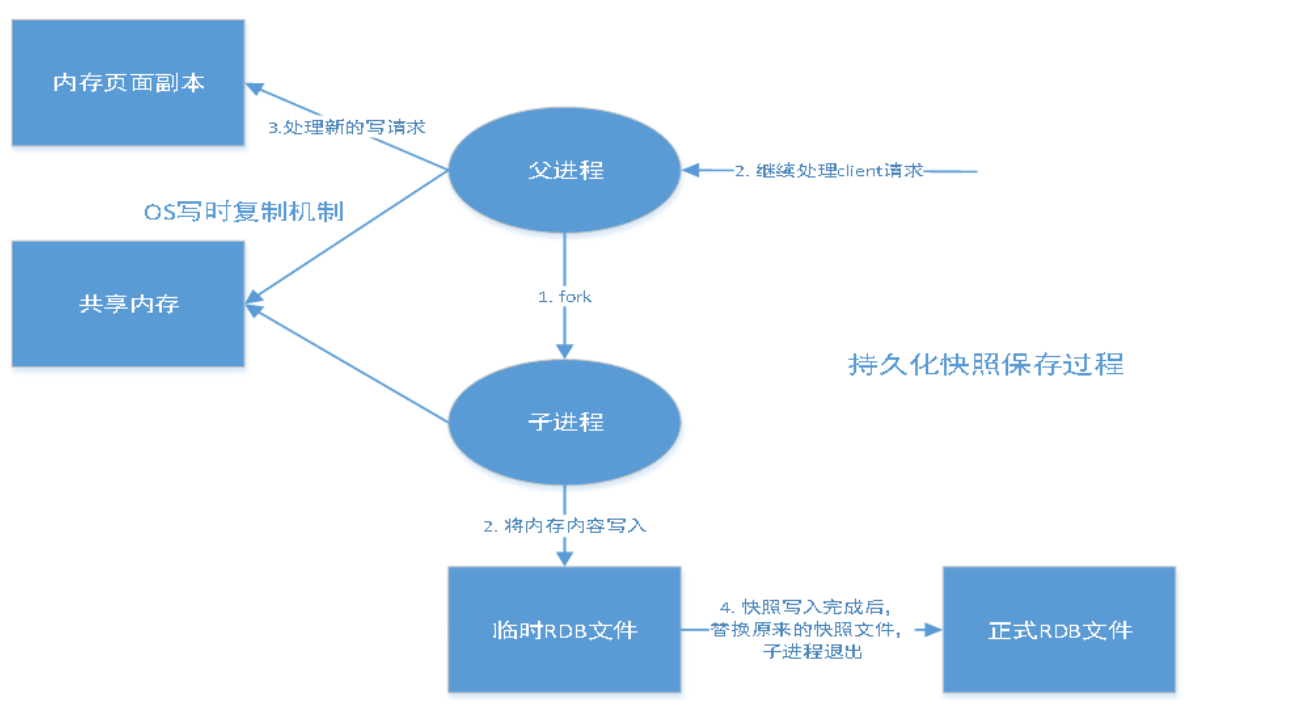 内存页面副本
3.处理新的写请求
父进程
2. 继续处理client请求
OS写时复制机制
共享内存
1. fork
持久化快照保存过程
子进程
2. 将内存内容写入
临时RDB文件
4. 快照写入完成后,
替换原来的快照文件,
子进程退出
正式RDB文件